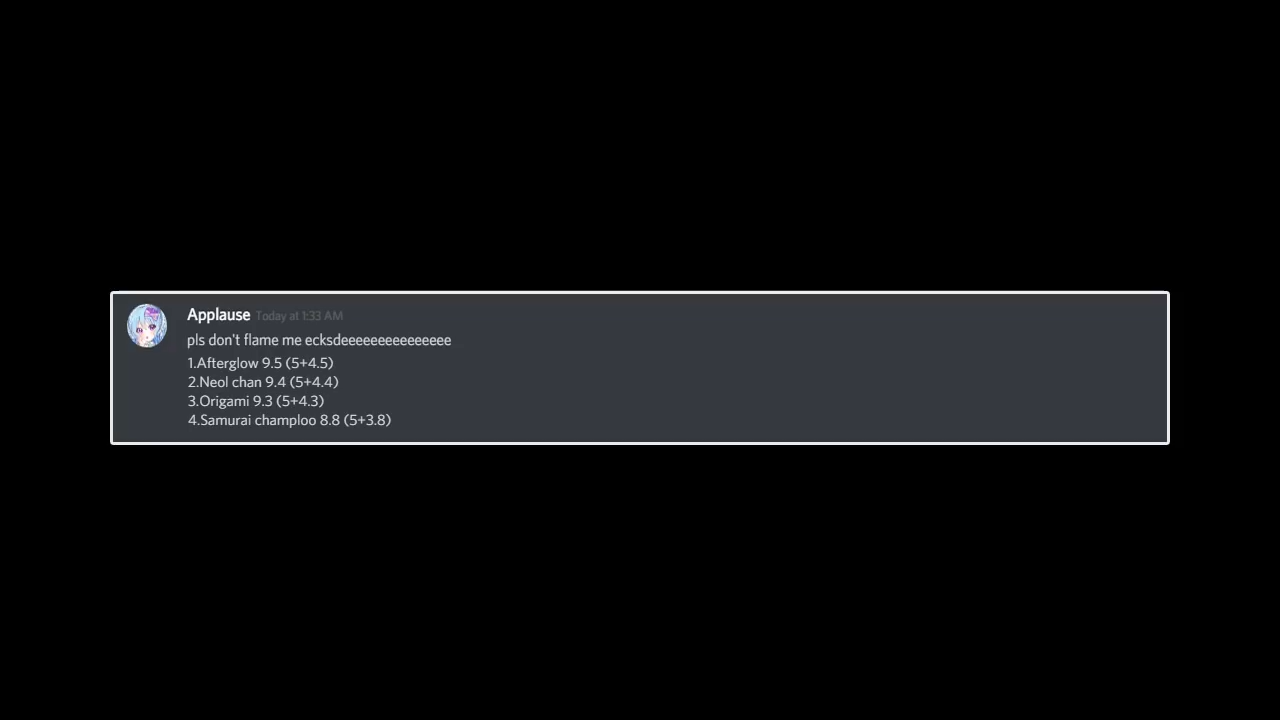 Applause Today at 1:33 AM
pls don't flame me ecksdeeeeeeeeeeeeeee
1.Afterglow 9.5 (5+4.5)
2.Neol chan 9.4 (5+4.4)
3.Origami 9.3 (5+4.3)
4.Samurai champloo 8.8 (5+3.8)